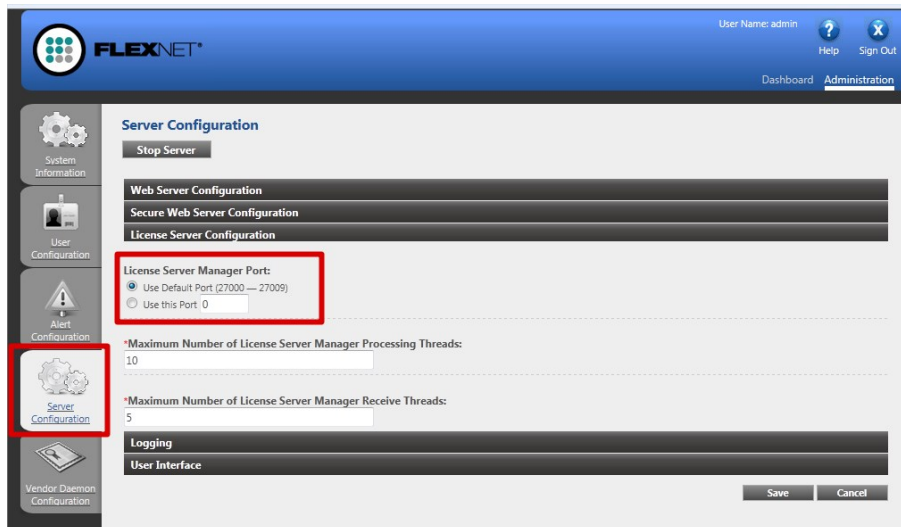 FLEXNET
User Name: admin
?
X
Help
Sign Out
Dashboard
Administration
System
Information
User
Configuration
Alert
Configuration
Server
Configuration
Vendor Daemon
Configuration
Server Configuration
Stop Server
Web Server Configuration
Secure Web Server Configuration
License Server Configuration
License Server Manager Port:
Use Default Port (27000 — 27009)
Use this Port 0
*Maximum Number of License Server Manager Processing Threads:
10
*Maximum Number of License Server Manager Receive Threads:
5
Logging
User Interface
Save
Cancel